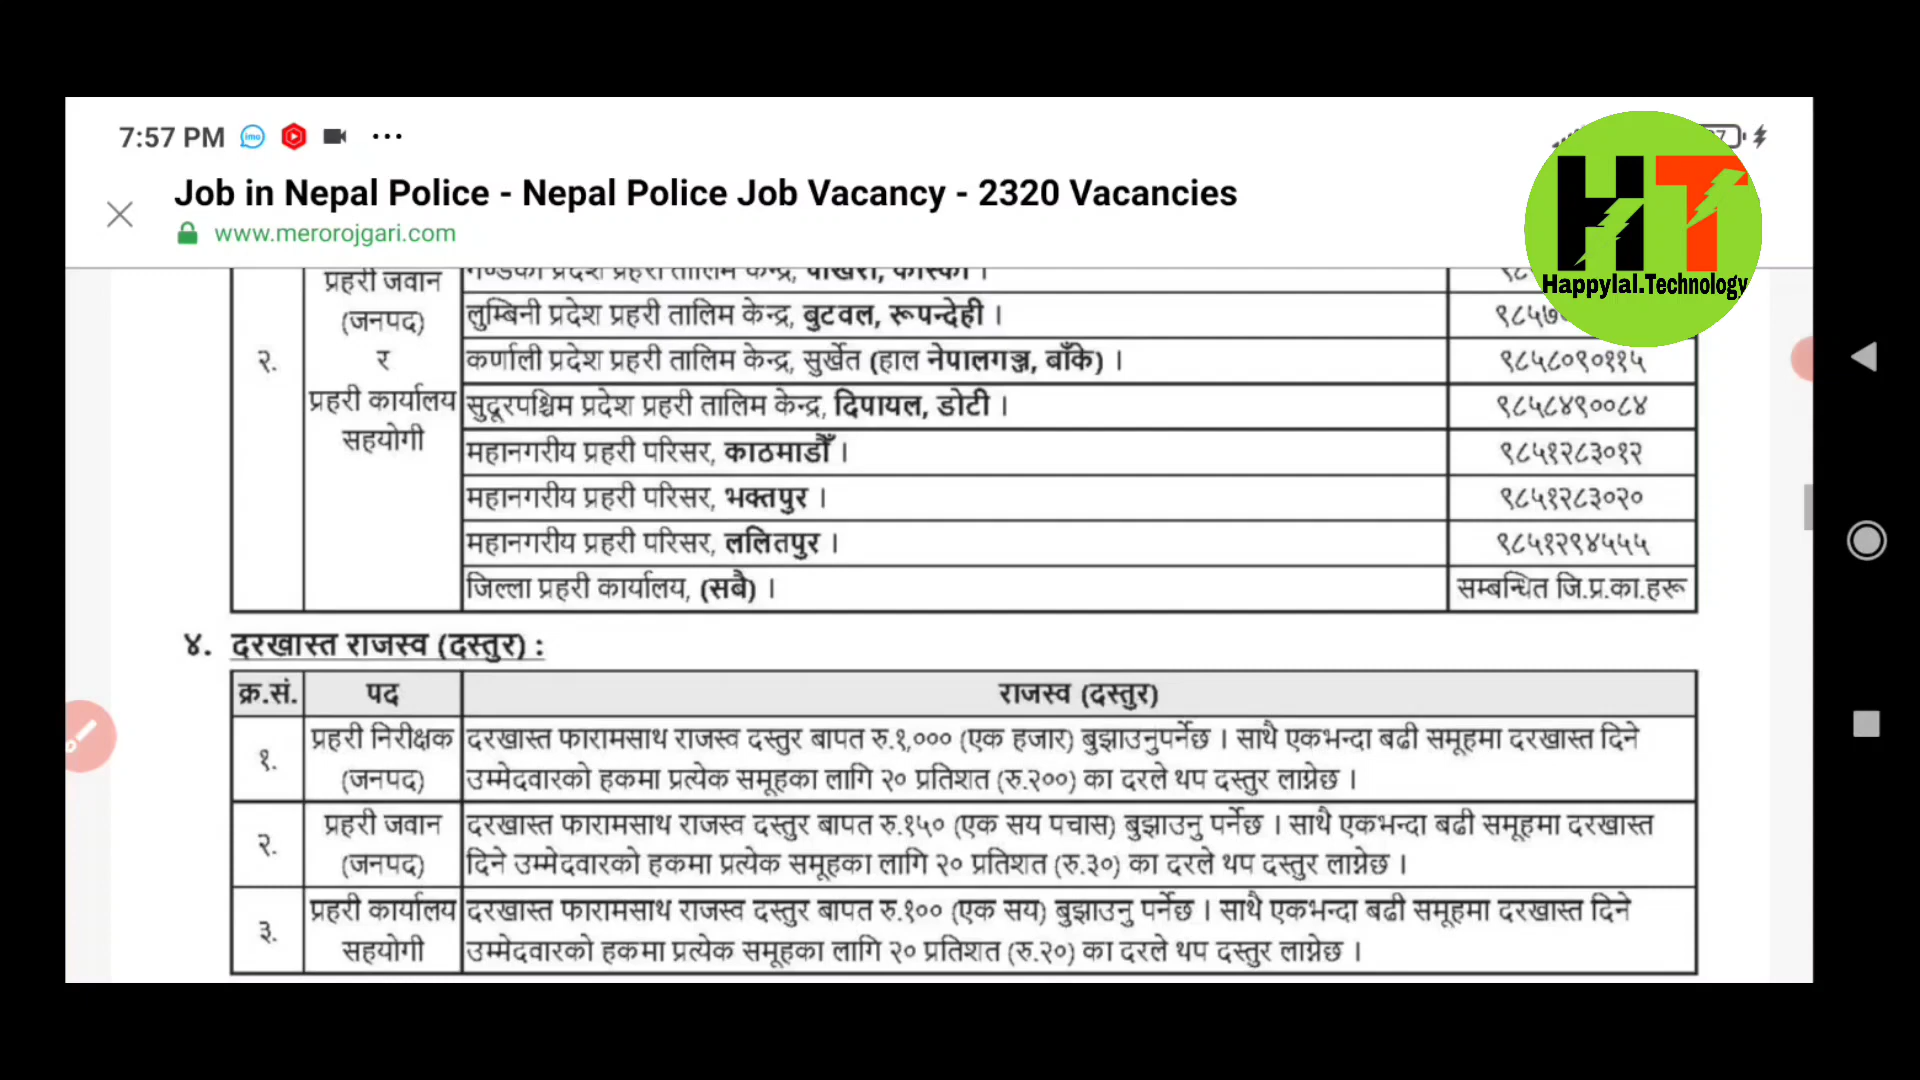 7:57 PM
imo
Job in Nepal Police - Nepal Police Job Vacancy - 2320 Vacancies
www.merorojgari.com
HT
Happylal.Technology
२.
प्रहरी जवान
(जनपद)
र
प्रहरी कार्यालय
सहयोगी
गण्डकी प्रदेश प्रहरी तालिम केन्द्र, पोखरा, कास्की ।
लुम्बिनी प्रदेश प्रहरी तालिम केन्द्र, बुटवल, रूपन्देही ।
कर्णाली प्रदेश प्रहरी तालिम केन्द्र, सुर्खेत (हाल नेपालगञ्ज, बाँके) । ९८५८०९०११५
सुदूरपश्चिम प्रदेश प्रहरी तालिम केन्द्र, दिपायल, डोटी । ९८५८४९००८४
महानगरीय प्रहरी परिसर, काठमाडौँ । ९८५१२८३०१२
महानगरीय प्रहरी परिसर, भक्तपुर । ९८५१२८३०२०
महानगरीय प्रहरी परिसर, ललितपुर । ९८५१२९४५५५
जिल्ला प्रहरी कार्यालय, (सबै) । सम्बन्धित जि.प्र.का.हरू
४. दरखास्त राजस्व (दस्तुर) :
क्र.सं. पद राजस्व (दस्तुर)
१.
प्रहरी निरीक्षक
(जनपद)
दरखास्त फारामसाथ राजस्व दस्तुर बापत रु.१,००० (एक हजार) बुझाउनुपर्नेछ । साथै एकभन्दा बढी समूहमा दरखास्त दिने
उम्मेदवारको हकमा प्रत्येक समूहका लागि २० प्रतिशत (रु.२००) का दरले थप दस्तुर लाग्नेछ ।
२.
प्रहरी जवान
(जनपद)
दरखास्त फारामसाथ राजस्व दस्तुर बापत रु.१५० (एक सय पचास) बुझाउनु पर्नेछ । साथै एकभन्दा बढी समूहमा दरखास्त
दिने उम्मेदवारको हकमा प्रत्येक समूहका लागि २० प्रतिशत (रु.३०) का दरले थप दस्तुर लाग्नेछ ।
३.
प्रहरी कार्यालय
सहयोगी
दरखास्त फारामसाथ राजस्व दस्तुर बापत रु.१०० (एक सय) बुझाउनु पर्नेछ । साथै एकभन्दा बढी समूहमा दरखास्त दिने
उम्मेदवारको हकमा प्रत्येक समूहका लागि २० प्रतिशत (रु.२०) का दरले थप दस्तुर लाग्नेछ ।